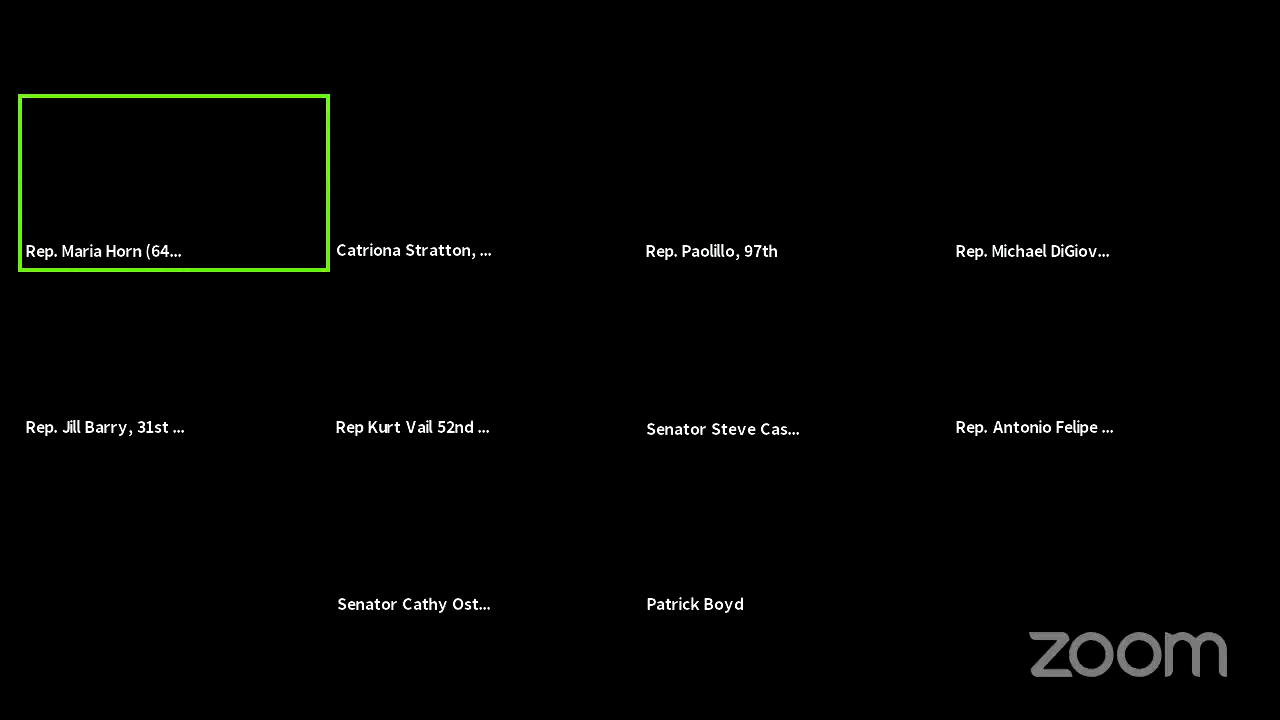 Rep. Maria Horn (64...
Catriona Stratton, ...
Rep. Paolillo, 97th
Rep. Michael DiGiov...
Rep. Jill Barry, 31st ...
Rep Kurt Vail 52nd ...
Senator Steve Cas...
Rep. Antonio Felipe ...
Senator Cathy Ost...
Patrick Boyd
zoom